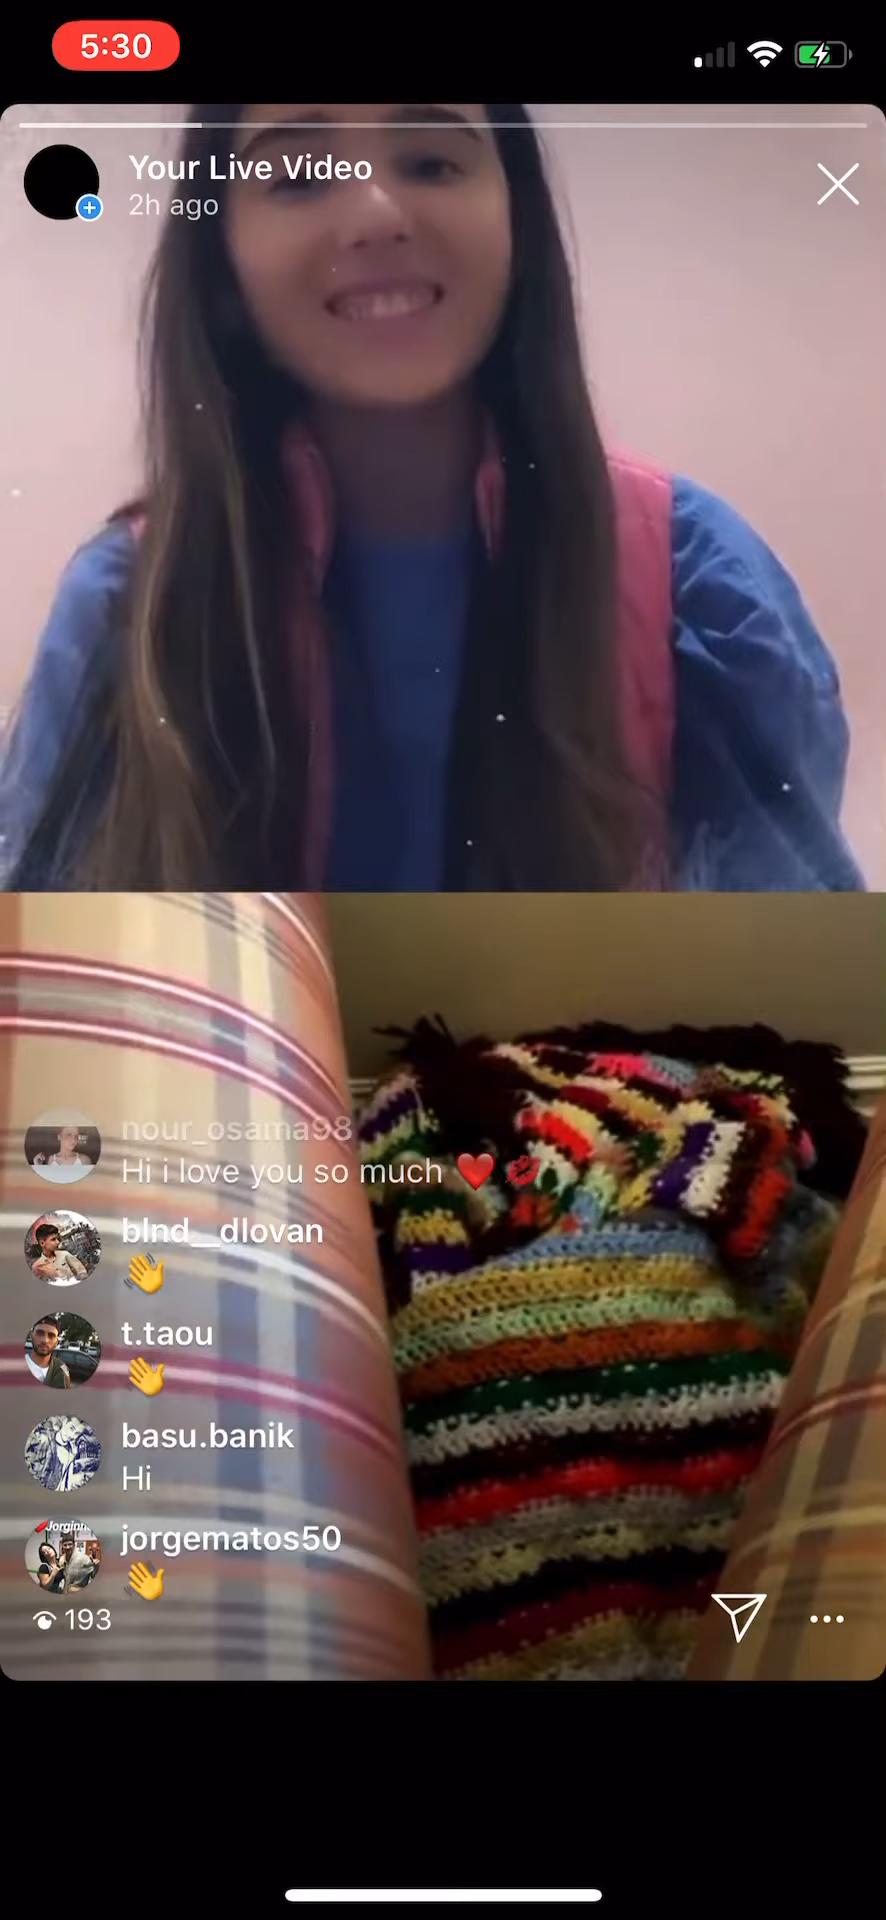 5:30
Your Live Video
2h ago
nour_osama98
Hi i love you so much ❤️ 💋
blnd__dlovan
👋
t.taou
👋
basu.banik
Hi
jorgematos50
👋
193